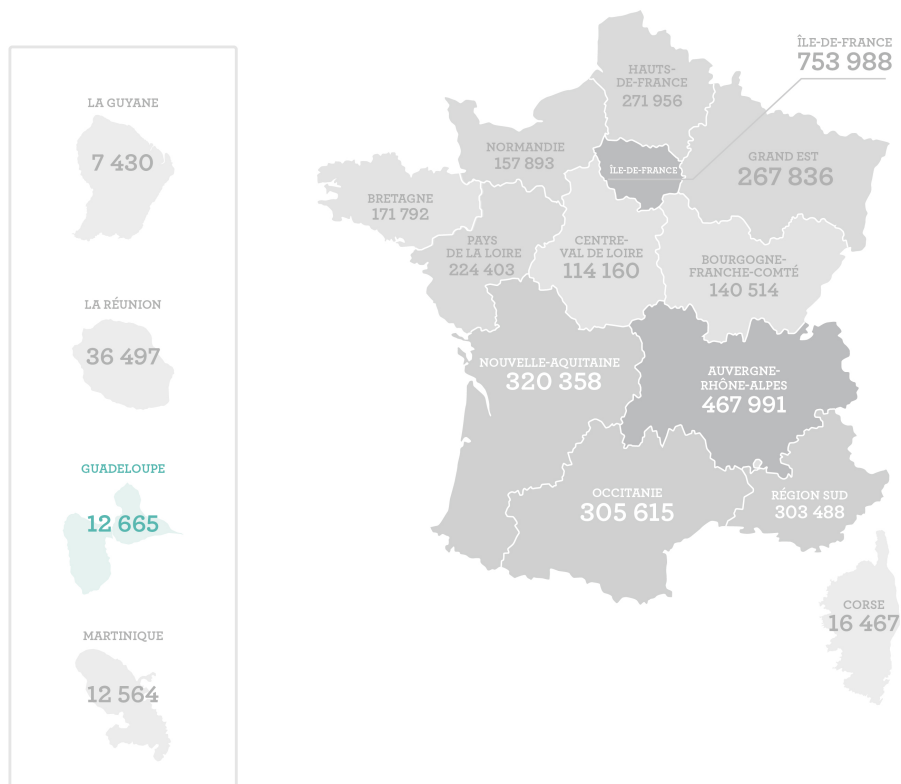 LA GUYANE
7 430
LA RÉUNION
36 497
GUADELOUPE
12 665
MARTINIQUE
12 564
ÎLE-DE-FRANCE
753 988
HAUTS-
DE-FRANCE
271 956
NORMANDIE
157 893
ÎLE-DE-FRANCE
GRAND EST
267 836
BRETAGNE
171 792
PAYS
DE LA LOIRE
224 403
CENTRE-
VAL DE LOIRE
114 160
BOURGOGNE-
FRANCHE-COMTÉ
140 514
NOUVELLE-AQUITAINE
320 358
AUVERGNE-
RHÔNE-ALPES
467 991
OCCITANIE
305 615
RÉGION SUD
303 488
CORSE
16 467